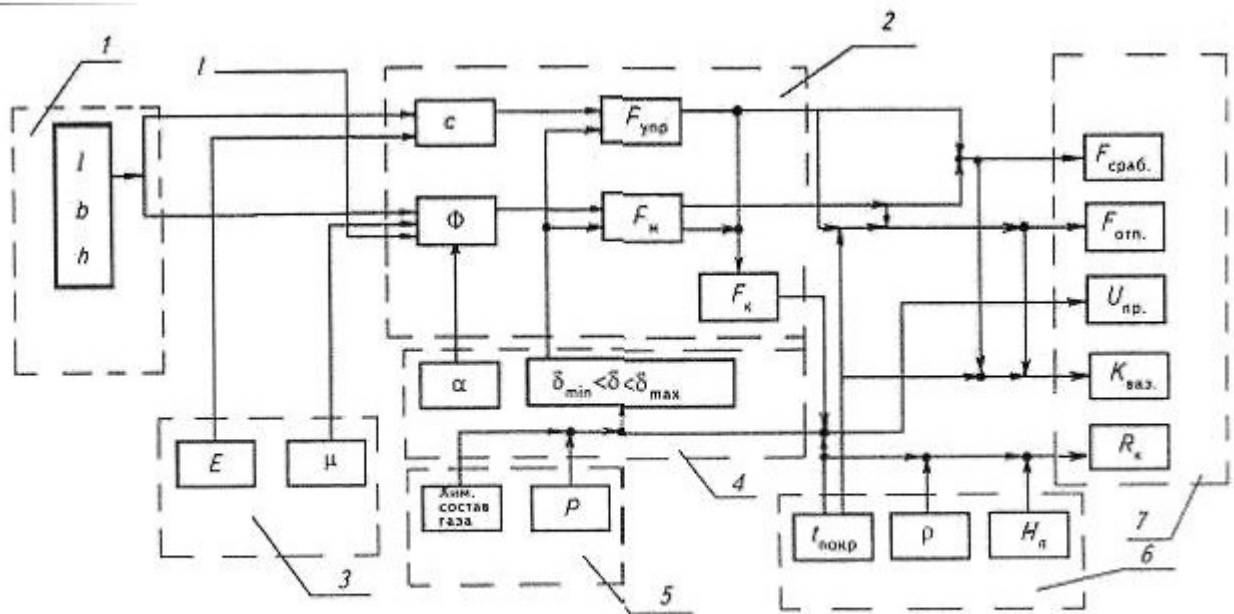 1
2
l
l
b
h
c
Fупр
Ф
Fм
Fк
Fсраб.
Fотп.
Uпр.
Kваз.
Rк
α
δmin<δ<δmax
E
μ
Хим.
состав
газа
P
tпокр
ρ
Hп
3
4
5
6
7